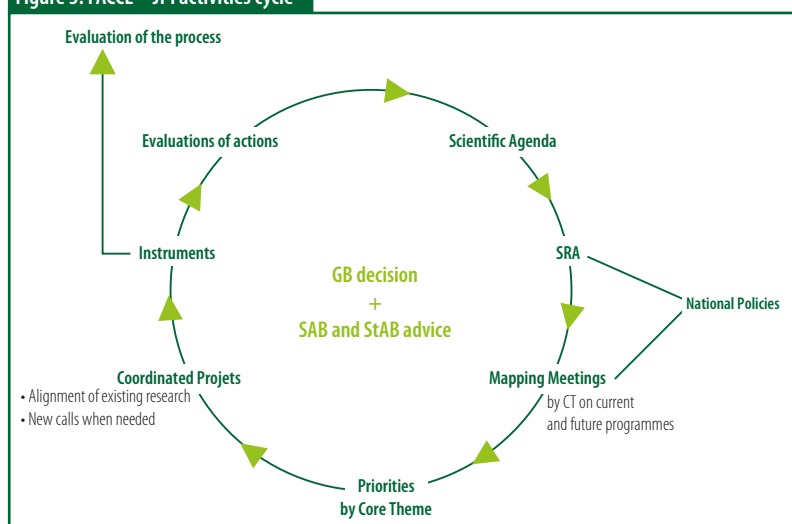 Evaluation of the process
Evaluations of actions
Scientific Agenda
Instruments
SRA
GB decision
+
SAB and StAB advice
National Policies
Coordinated Projets
• Alignment of existing research
• New calls when needed
Mapping Meetings
by CT on current
and future programmes
Priorities
by Core Theme